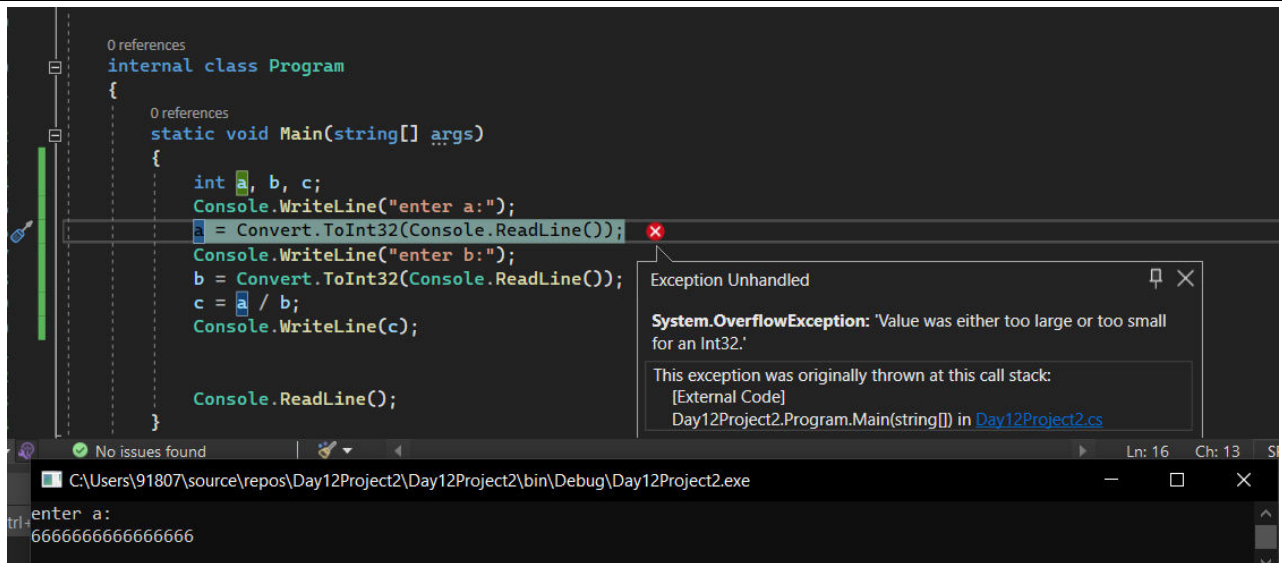 0 references
internal class Program
{
0 references
static void Main(string[] args)
{
int a, b, c;
Console.WriteLine("enter a:");
a = Convert.ToInt32(Console.ReadLine());
Console.WriteLine("enter b:");
b = Convert.ToInt32(Console.ReadLine());
c = a / b;
Console.WriteLine(c);
Console.ReadLine();
}
Exception Unhandled
System.OverflowException: 'Value was either too large or too small
for an Int32.'
This exception was originally thrown at this call stack:
[External Code]
Day12Project2.Program.Main(string[]) in Day12Project2.cs
No issues found
Ln: 16 Ch: 13
C:\Users\91807\source\repos\Day12Project2\Day12Project2\bin\Debug\Day12Project2.exe
enter a:
6666666666666666